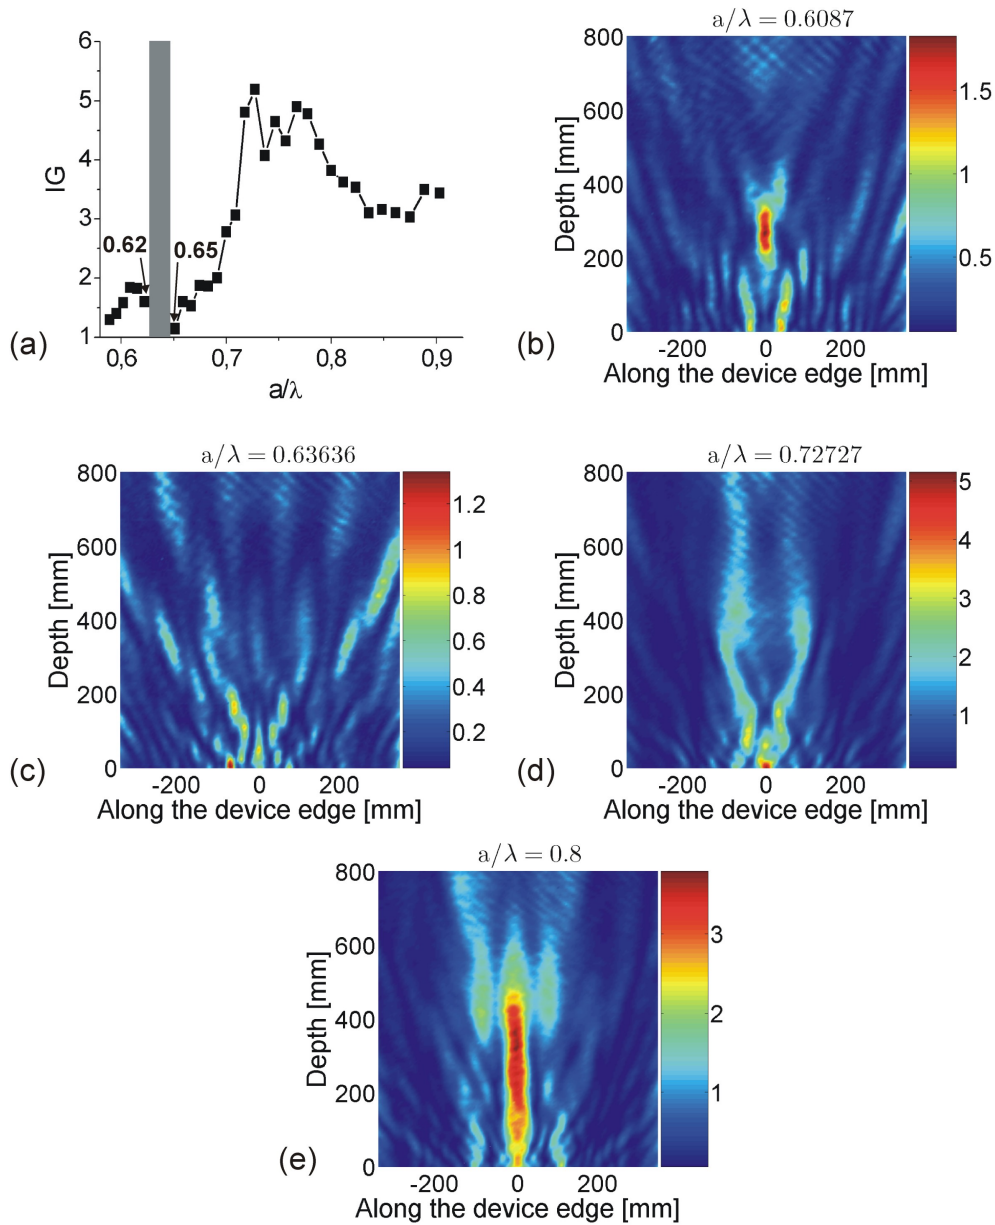 6
5
4
3
2
1
IG
0.62
0.65
0,6 0,7 0,8 0,9
a/λ
(a)
a/λ = 0.6087
800
600
400
200
0
Depth [mm]
-200 0 200
Along the device edge [mm]
1.5
1
0.5
(b)
a/λ = 0.63636
800
600
400
200
0
Depth [mm]
-200 0 200
Along the device edge [mm]
1.2
1
0.8
0.6
0.4
0.2
(c)
a/λ = 0.72727
800
600
400
200
0
Depth [mm]
-200 0 200
Along the device edge [mm]
5
4
3
2
1
(d)
a/λ = 0.8
800
600
400
200
0
Depth [mm]
-200 0 200
Along the device edge [mm]
3
2
1
(e)